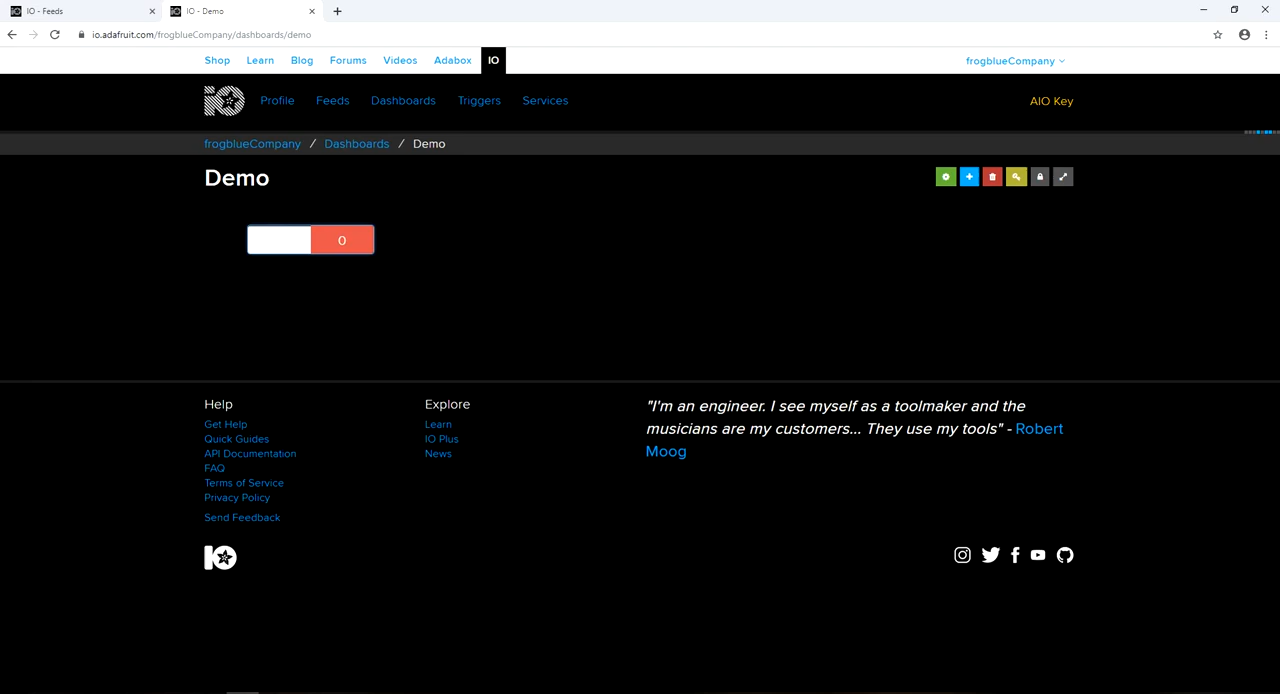 IO - Feeds
IO - Demo
io.adafruit.com/frogblueCompany/dashboards/demo
Shop Learn Blog Forums Videos Adabox IO frogblueCompany
IO Profile Feeds Dashboards Triggers Services AIO Key
frogblueCompany / Dashboards / Demo
Demo
0
Help
Get Help
Quick Guides
API Documentation
FAQ
Terms of Service
Privacy Policy
Send Feedback
Explore
Learn
IO Plus
News
"I'm an engineer. I see myself as a toolmaker and the
musicians are my customers... They use my tools" - Robert
Moog
IO